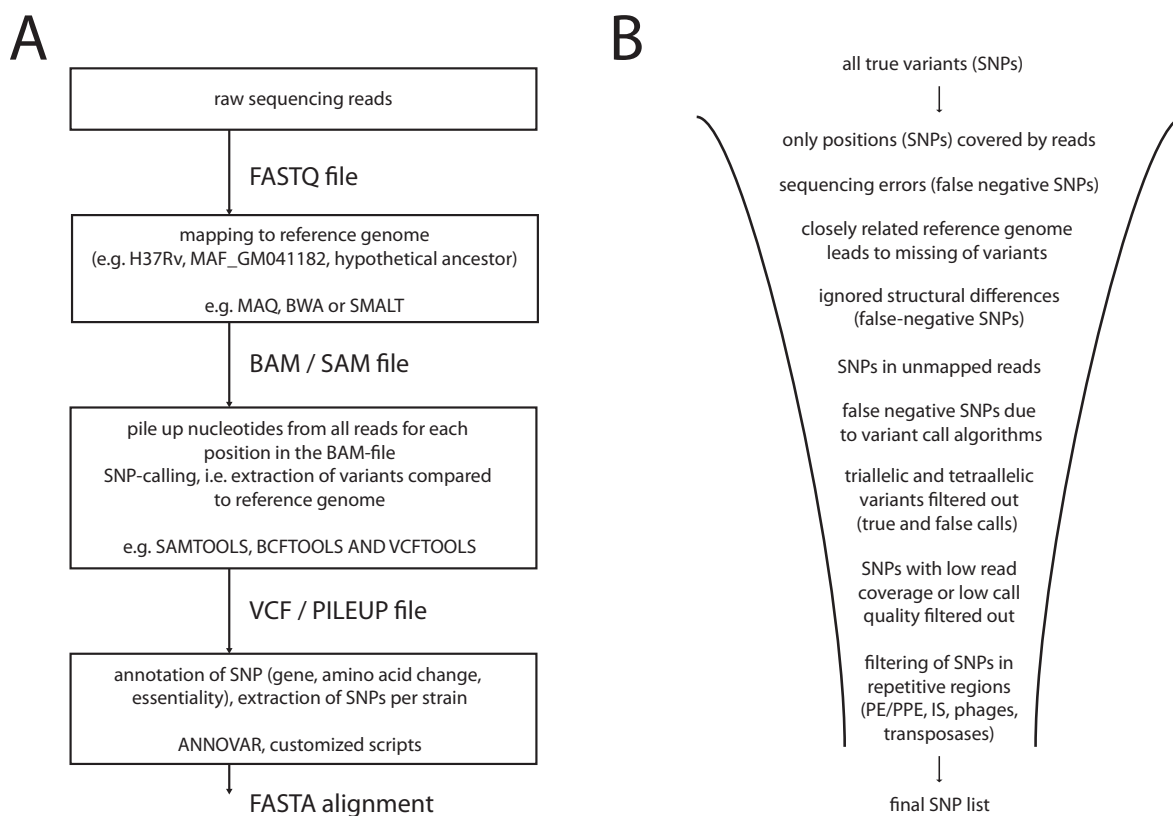 A
raw sequencing reads
FASTQ file
mapping to reference genome
(e.g. H37Rv, MAF_GM041182, hypothetical ancestor)
e.g. MAQ, BWA or SMALT
BAM / SAM file
pile up nucleotides from all reads for each
position in the BAM-file
SNP-calling, i.e. extraction of variants compared
to reference genome
e.g. SAMTOOLS, BCFTOOLS AND VCFTOOLS
VCF / PILEUP file
annotation of SNP (gene, amino acid change,
essentiality), extraction of SNPs per strain
ANNOVAR, customized scripts
FASTA alignment
B
all true variants (SNPs)
only positions (SNPs) covered by reads
sequencing errors (false negative SNPs)
closely related reference genome
leads to missing of variants
ignored structural differences
(false-negative SNPs)
SNPs in unmapped reads
false negative SNPs due
to variant call algorithms
triallelic and tetraallelic
variants filtered out
(true and false calls)
SNPs with low read
coverage or low call
quality filtered out
filtering of SNPs in
repetitive regions
(PE/PPE, IS, phages,
transposases)
final SNP list